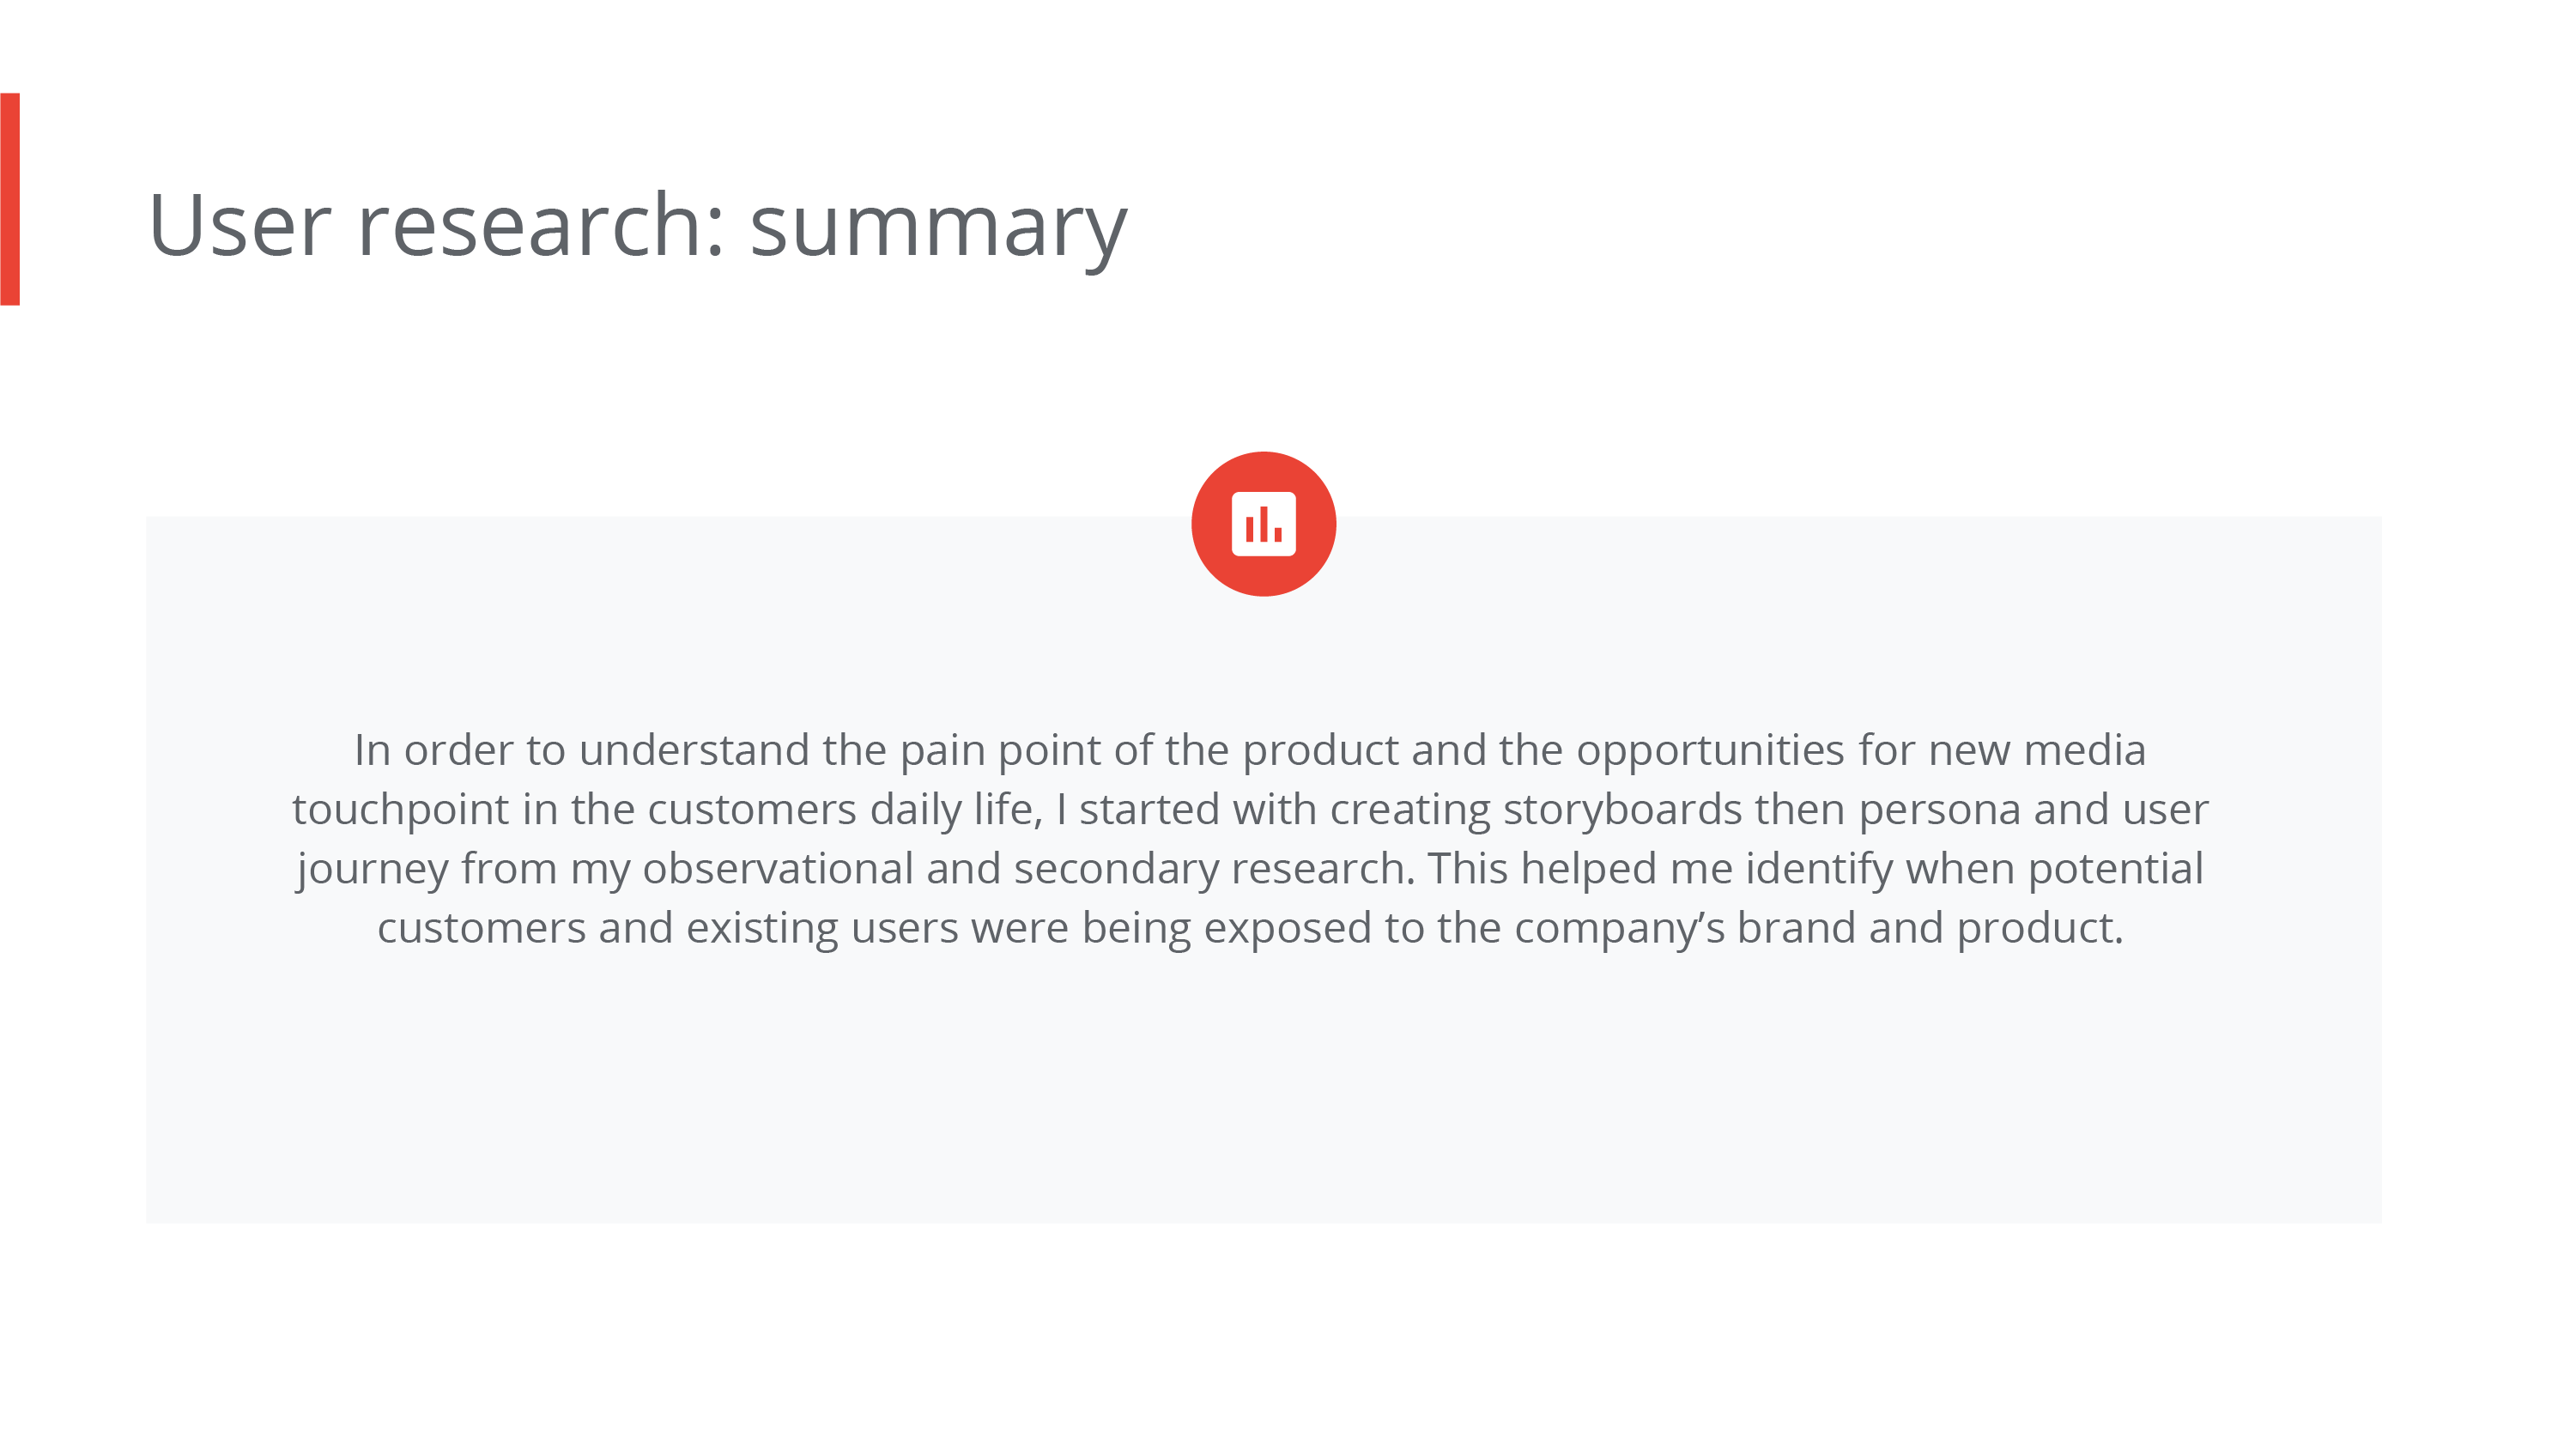 User research: summary
In order to understand the pain point of the product and the opportunities for new media
touchpoint in the customers daily life, I started with creating storyboards then persona and user
journey from my observational and secondary research. This helped me identify when potential
customers and existing users were being exposed to the company’s brand and product.